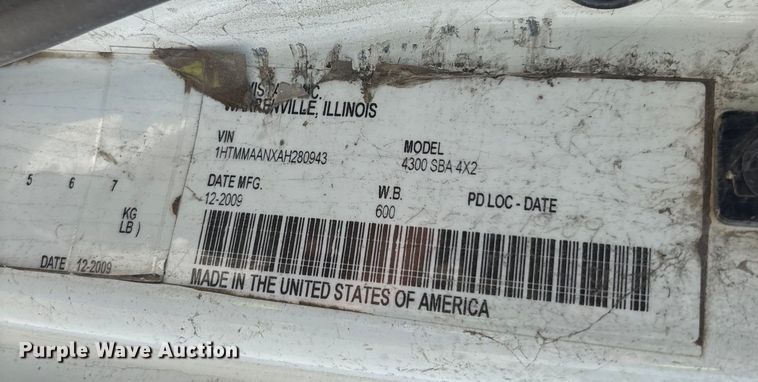 INC.
WARRENVILLE, ILLINOIS
VIN
1HTMMAANXAH280943
MODEL
4300 SBA 4X2
DATE MFG.
12-2009
W.B.
600
PD LOC - DATE
MADE IN THE UNITED STATES OF AMERICA
5 6 7
KG
LB )
DATE 12-2009
Purple Wave Auction